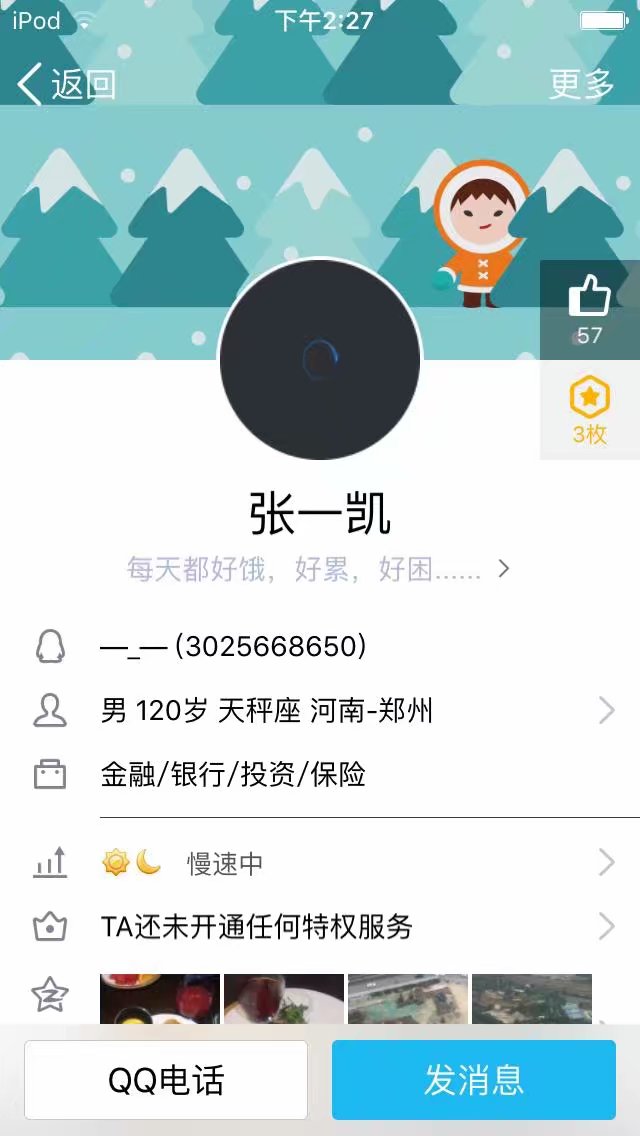 iPod 下午2:27
返回 更多
57
3枚
张一凯
每天都好饿，好累，好困......
—_— (3025668650)
男 120岁 天秤座 河南-郑州
金融/银行/投资/保险
慢速中
TA还未开通任何特权服务
QQ电话 发消息